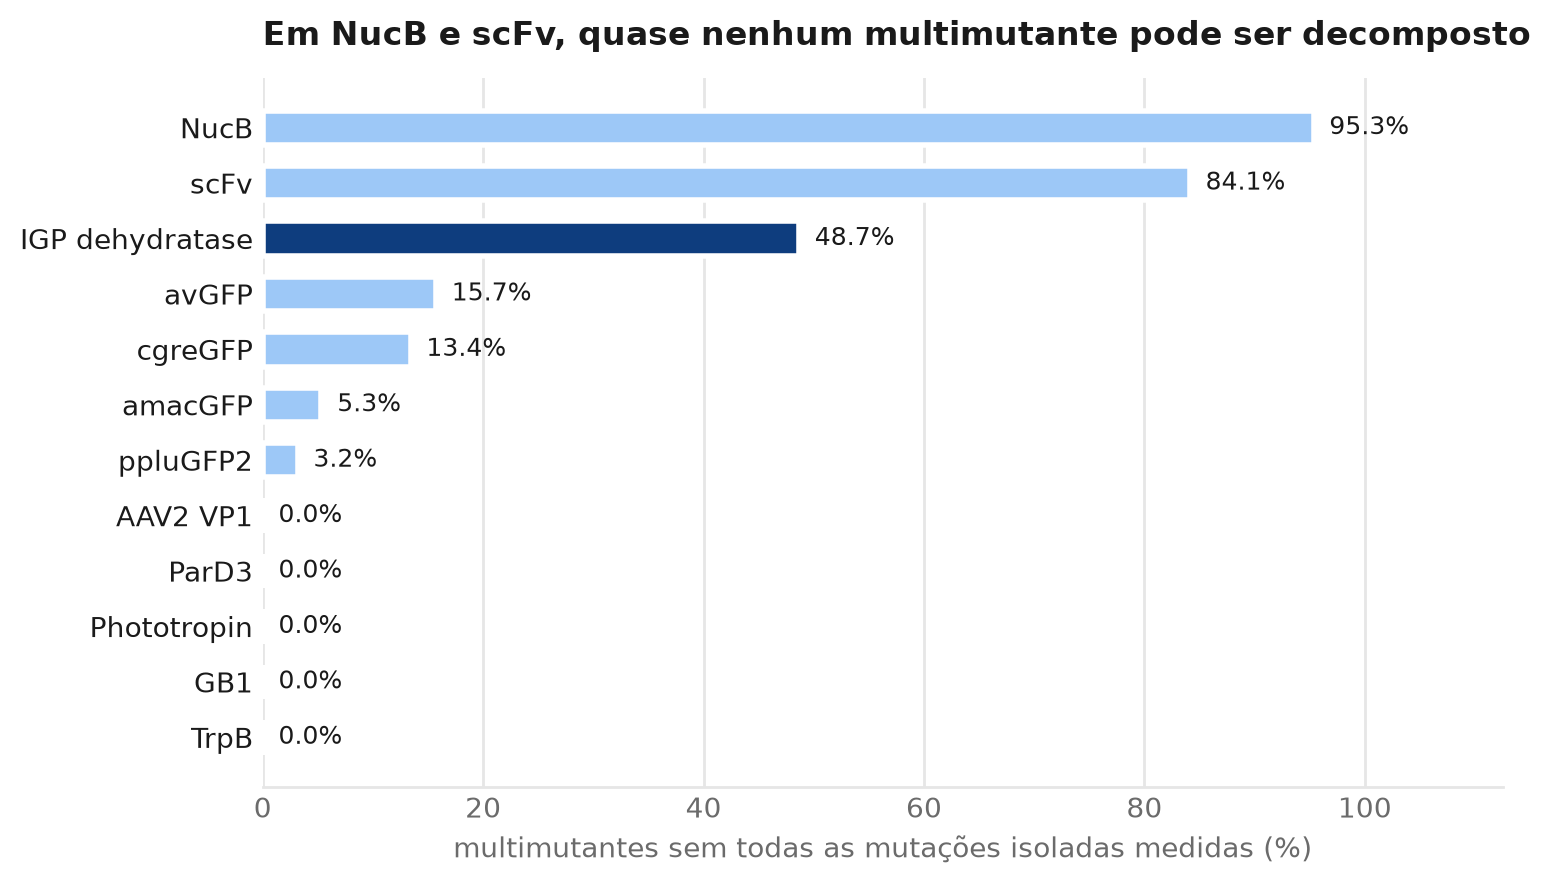 Em NucB e scFv, quase nenhum multimutante pode ser decomposto
NucB 95.3%
scFv 84.1%
IGP dehydratase 48.7%
avGFP 15.7%
cgreGFP 13.4%
amacGFP 5.3%
ppluGFP2 3.2%
AAV2 VP1 0.0%
ParD3 0.0%
Phototropin 0.0%
GB1 0.0%
TrpB 0.0%
0 20 40 60 80 100
multimutantes sem todas as mutações isoladas medidas (%)